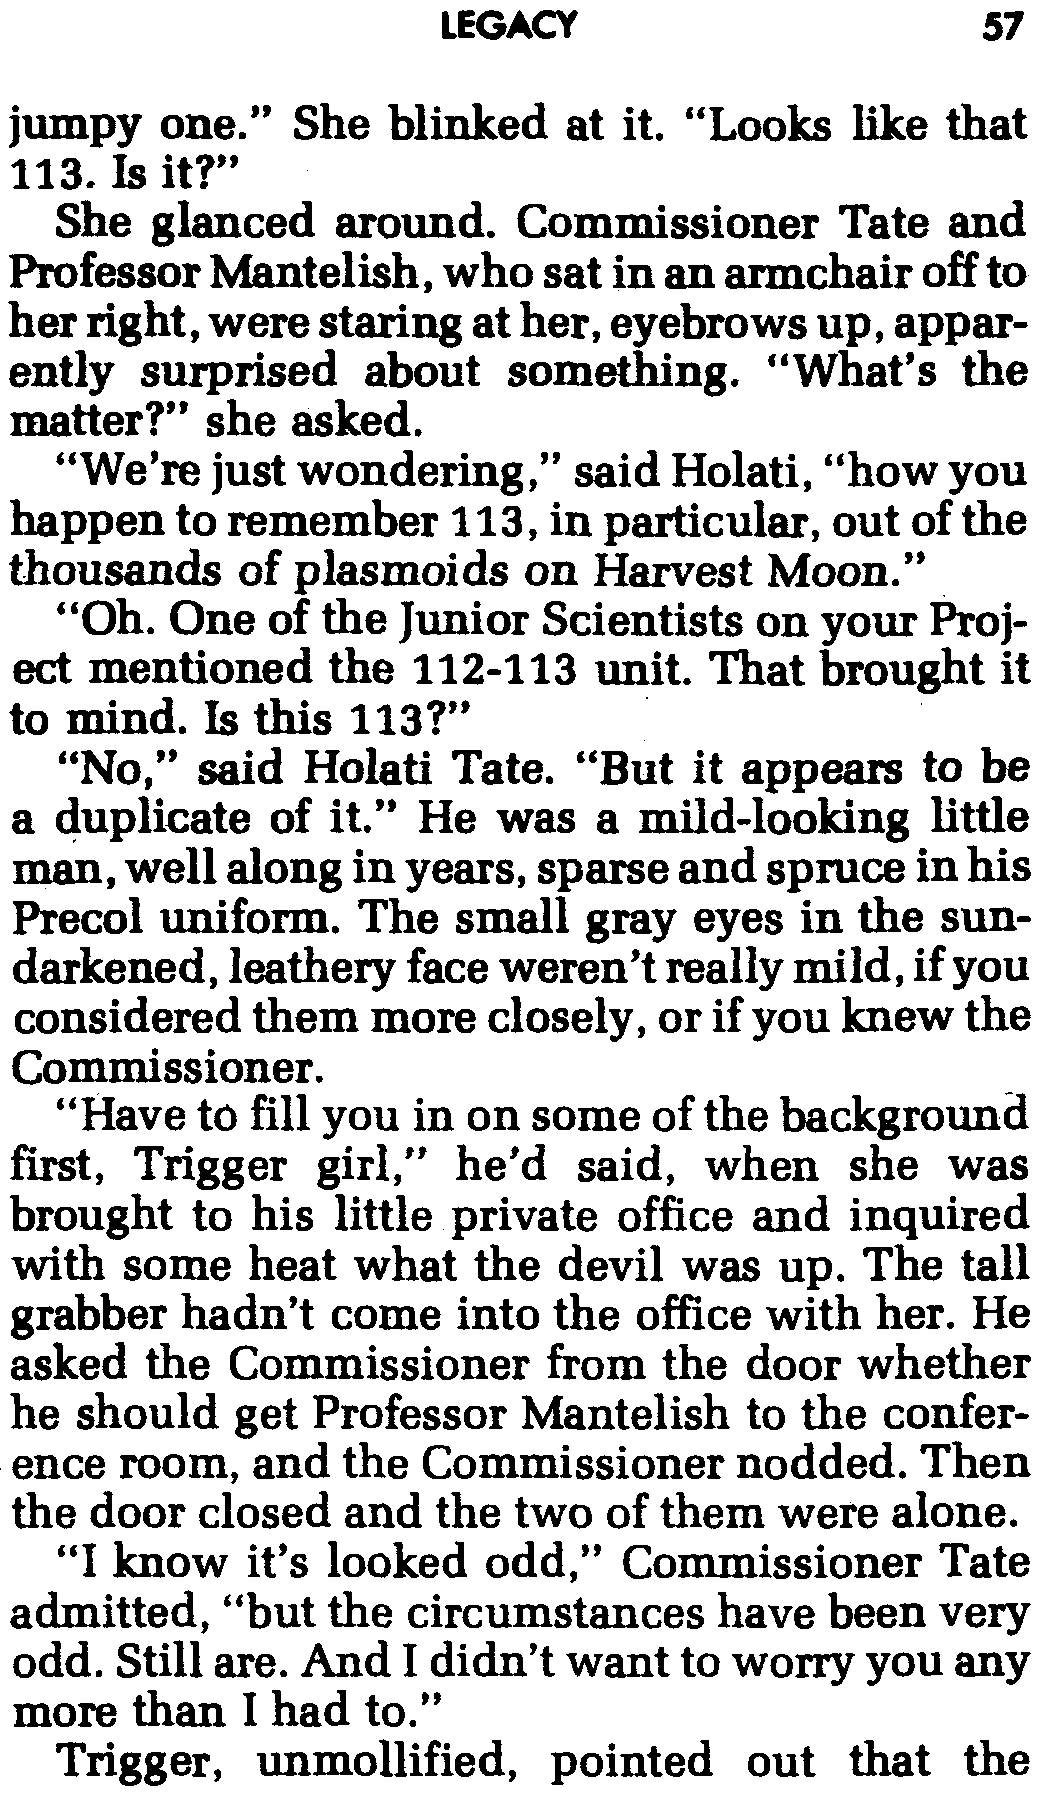 LEGACY 57
jumpy one.” She blinked at it. “Looks like that
113. Is it?”
She glanced around. Commissioner Tate and
Professor Mantelish, who sat in an armchair off to
her right, were staring at her, eyebrows up, appar-
ently surprised about something. “What’s the
matter?” she asked.
“We’re just wondering,” said Holati, “how you
happen to remember 113, in particular, out of the
thousands of plasmoids on Harvest Moon.”
“Oh. One of the Junior Scientists on your Proj-
ect mentioned the 112-113 unit. That brought it
to mind. Is this 113?”
“No,” said Holati Tate. “But it appears to be
a duplicate of it.” He was a mild-looking little
man, well along in years, sparse and spruce in his
Precol uniform. The small gray eyes in the sun-
darkened, leathery face weren’t really mild, if you
considered them more closely, or if you knew the
Commissioner.
“Have to fill you in on some of the background
first, Trigger girl,” he’d said, when she was
brought to his little private office and inquired
with some heat what the devil was up. The tall
grabber hadn’t come into the office with her. He
asked the Commissioner from the door whether
he should get Professor Mantelish to the confer-
ence room, and the Commissioner nodded. Then
the door closed and the two of them were alone.
“I know it’s looked odd,” Commissioner Tate
admitted, “but the circumstances have been very
odd. Still are. And I didn’t want to worry you any
more than I had to.”
Trigger, unmollified, pointed out that the